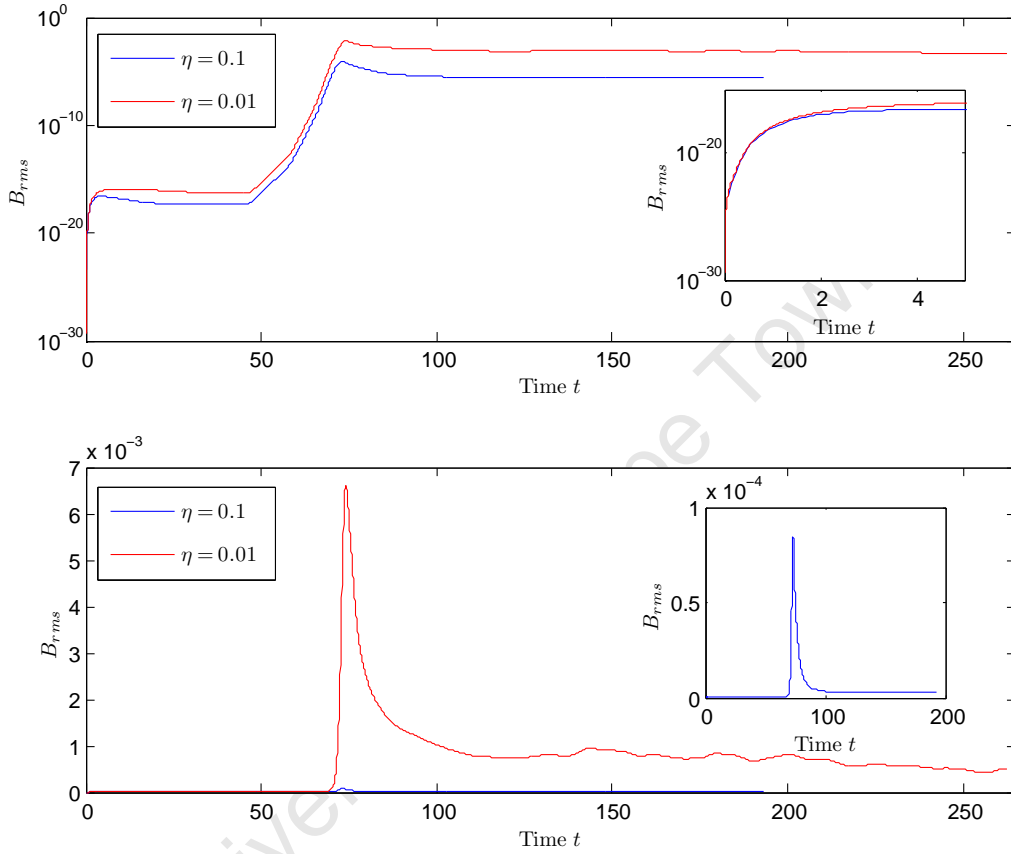 10^0
10^−10
10^−20
10^−30
B_rms
η = 0.1
η = 0.01
0 50 100 150 200 250
Time t
10^−20
10^−30
B_rms
0 2 4
Time t
x 10^−3
7
6
5
4
3
2
1
0
B_rms
η = 0.1
η = 0.01
0 50 100 150 200 250
Time t
x 10^−4
1
0.5
0
B_rms
0 100 200
Time t
Town